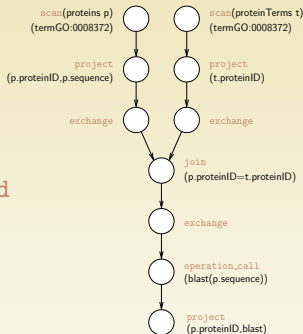 scan(proteins p)
(termGO:0008372)
scan(proteinTerms t)
(termGO:0008372)
project
(p.proteinID,p.sequence)
project
(t.proteinID)
exchange
exchange
join
(p.proteinID=t.proteinID)
d
exchange
operation_call
(blast(p.sequence))
project
(p.proteinID,blast)